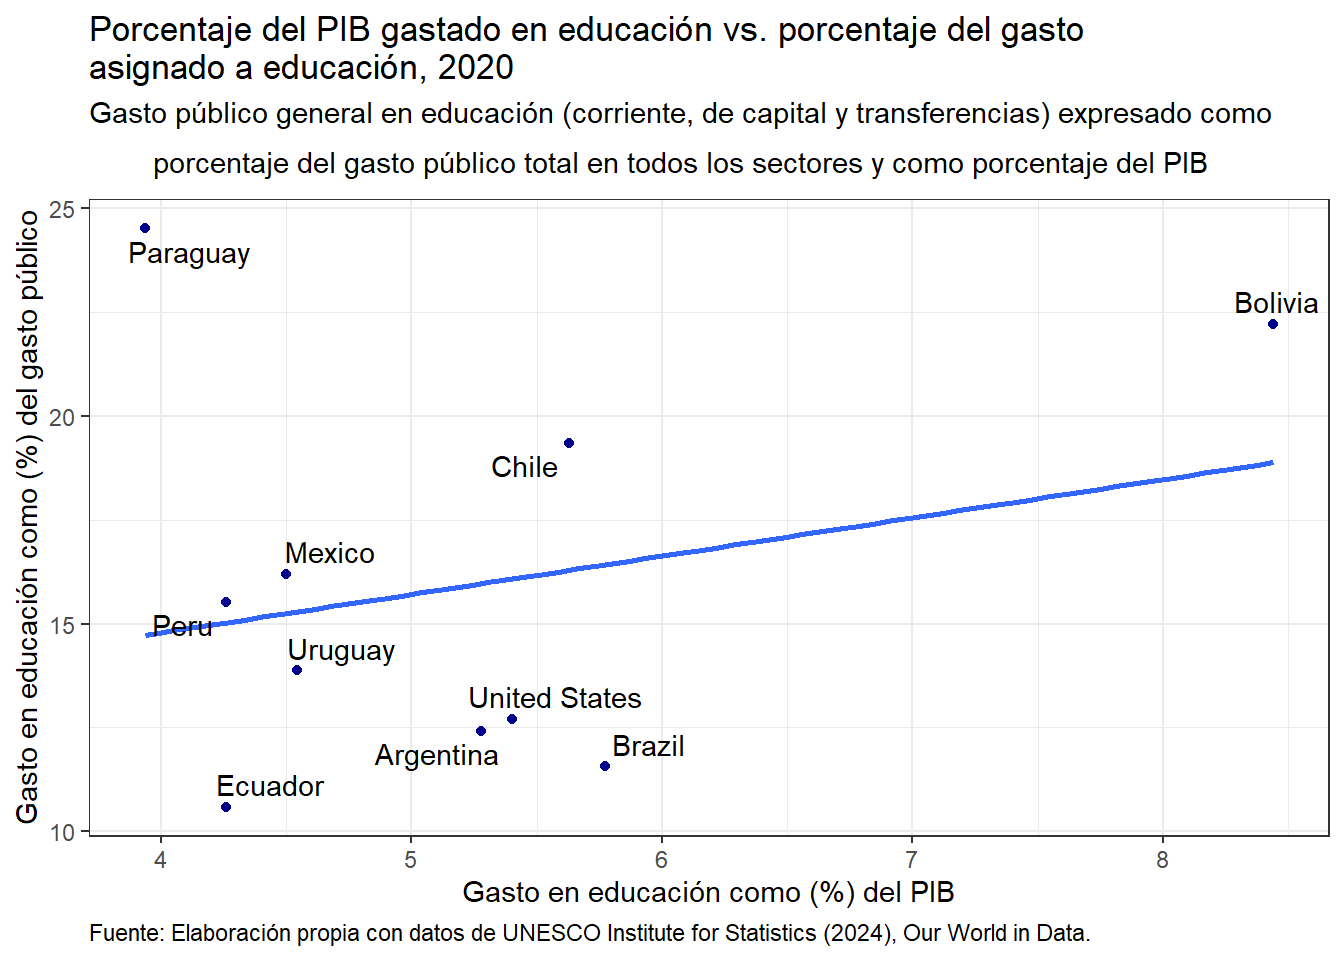 Porcentaje del PIB gastado en educación vs. porcentaje del gasto
asignado a educación, 2020
Gasto público general en educación (corriente, de capital y transferencias) expresado como
porcentaje del gasto público total en todos los sectores y como porcentaje del PIB
Gasto en educación como (%) del gasto público
25
20
15
10
Paraguay
Bolivia
Chile
Mexico
Peru
Uruguay
United States
Argentina
Brazil
Ecuador
4
5
6
7
8
Gasto en educación como (%) del PIB
Fuente: Elaboración propia con datos de UNESCO Institute for Statistics (2024), Our World in Data.